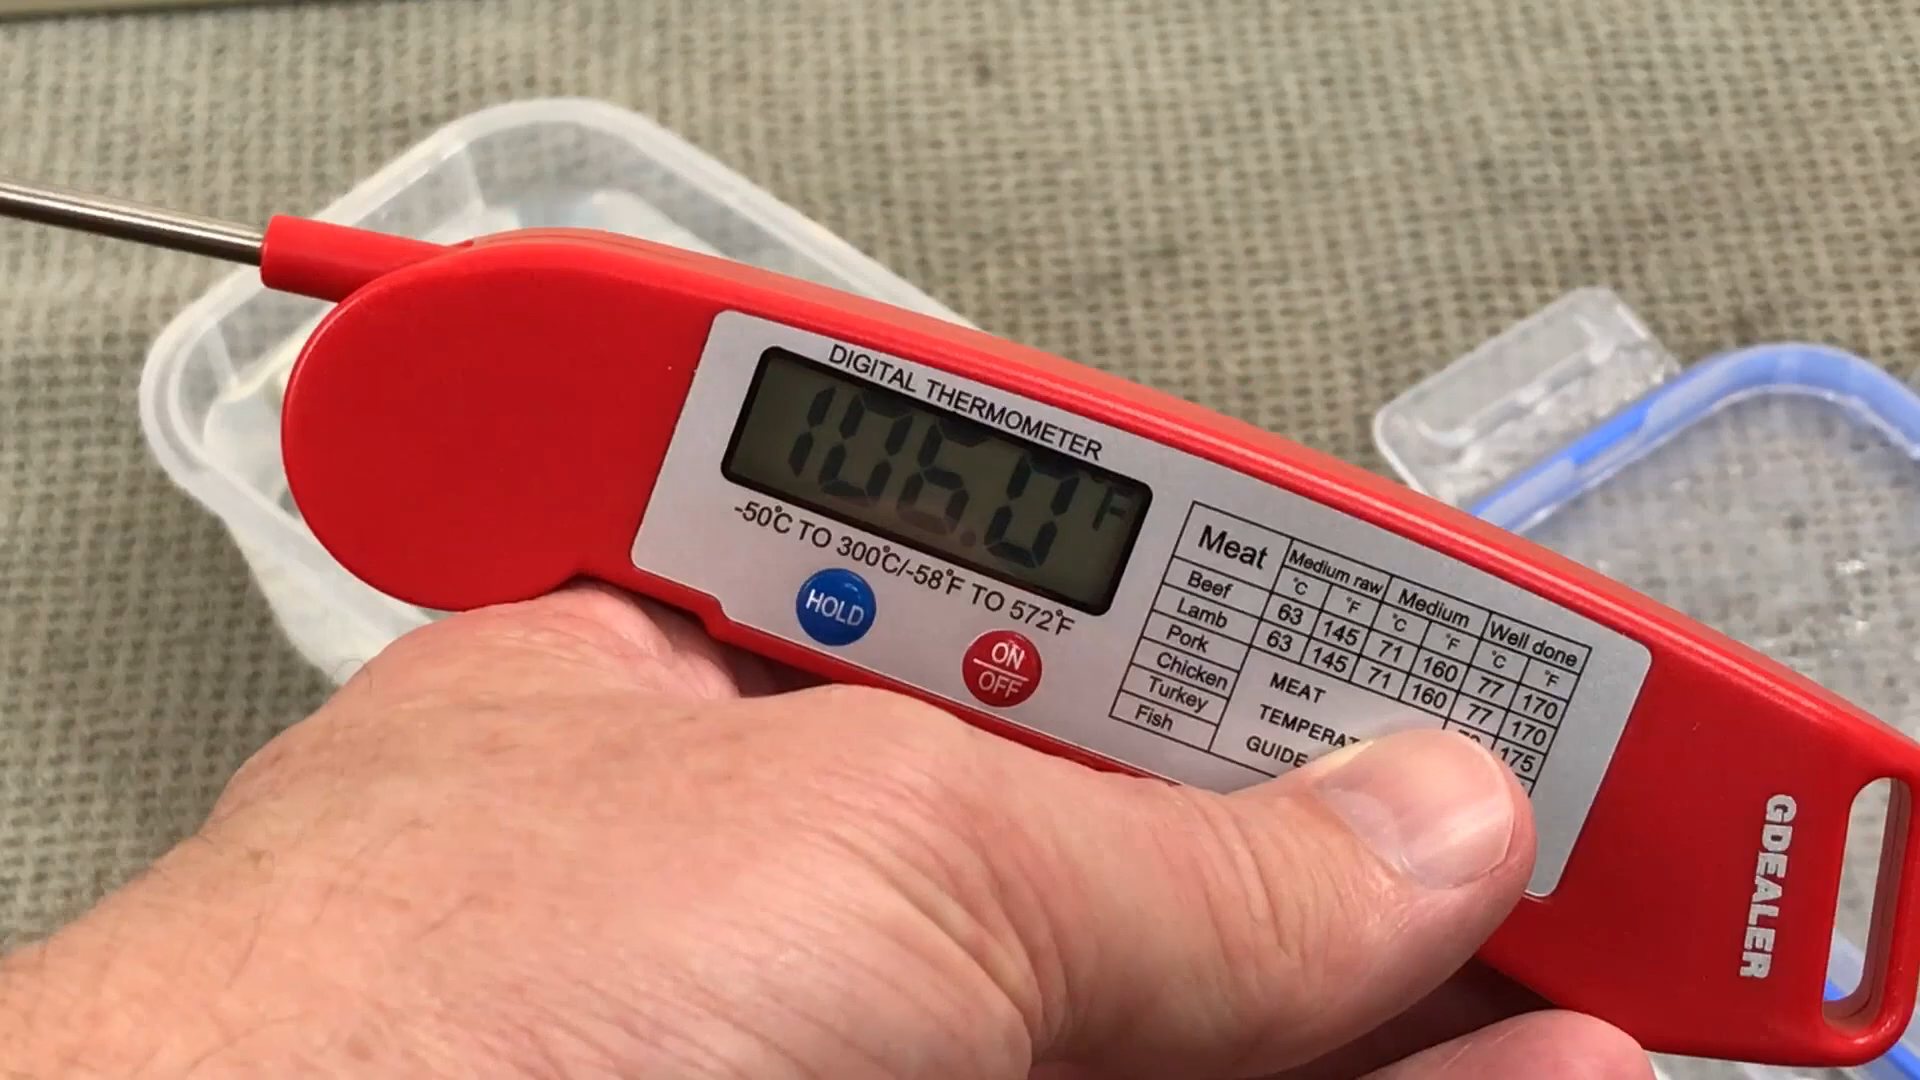 DIGITAL THERMOMETER
106.0 °F
-50℃ TO 300℃/-58℉ TO 572℉
HOLD
ON
OFF
Meat Medium raw Medium Well done
℃ ℉ ℃ ℉ ℃ ℉
Beef 63 145 71 160 77 170
Lamb 63 145 71 160 77 170
Pork 175
Chicken MEAT
Turkey TEMPERAT
Fish GUIDE
GDEALER